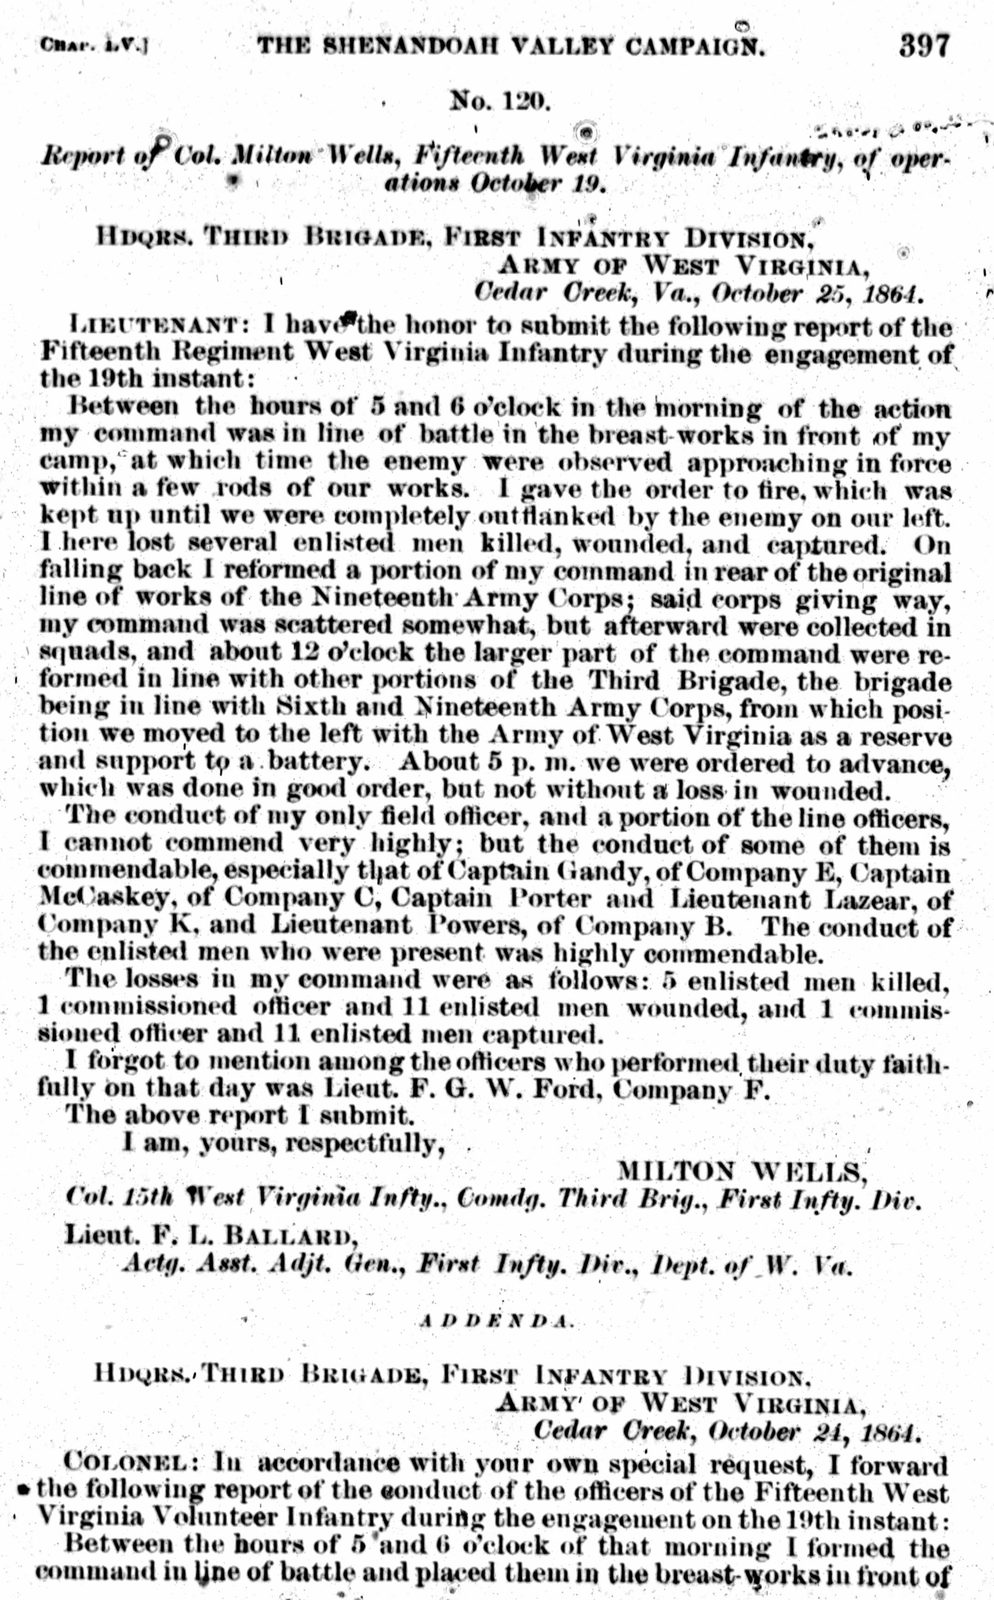 CHAP. LV.] THE SHENANDOAH VALLEY CAMPAIGN. 397
No. 120.
Report of Col. Milton Wells, Fifteenth West Virginia Infantry, of oper-
ations October 19.
HDQRS. THIRD BRIGADE, FIRST INFANTRY DIVISION,
ARMY OF WEST VIRGINIA,
Cedar Creek, Va., October 25, 1864.
LIEUTENANT: I have the honor to submit the following report of the
Fifteenth Regiment West Virginia Infantry during the engagement of
the 19th instant:
Between the hours of 5 and 6 o'clock in the morning of the action
my command was in line of battle in the breast-works in front of my
camp, at which time the enemy were observed approaching in force
within a few rods of our works. I gave the order to fire, which was
kept up until we were completely outflanked by the enemy on our left.
I here lost several enlisted men killed, wounded, and captured. On
falling back I reformed a portion of my command in rear of the original
line of works of the Nineteenth Army Corps; said corps giving way,
my command was scattered somewhat, but afterward were collected in
squads, and about 12 o'clock the larger part of the command were re-
formed in line with other portions of the Third Brigade, the brigade
being in line with Sixth and Nineteenth Army Corps, from which posi-
tion we moved to the left with the Army of West Virginia as a reserve
and support to a battery. About 5 p. m. we were ordered to advance,
which was done in good order, but not without a loss in wounded.
The conduct of my only field officer, and a portion of the line officers,
I cannot commend very highly; but the conduct of some of them is
commendable, especially that of Captain Gandy, of Company E, Captain
McCaskey, of Company C, Captain Porter and Lieutenant Lazear, of
Company K, and Lieutenant Powers, of Company B. The conduct of
the enlisted men who were present was highly commendable.
The losses in my command were as follows: 5 enlisted men killed,
1 commissioned officer and 11 enlisted men wounded, and 1 commis-
sioned officer and 11 enlisted men captured.
I forgot to mention among the officers who performed their duty faith-
fully on that day was Lieut. F. G. W. Ford, Company F.
The above report I submit.
I am, yours, respectfully,
MILTON WELLS,
Col. 15th West Virginia Infty., Comdg. Third Brig., First Infty. Div.
Lieut. F. L. BALLARD,
Actg. Asst. Adjt. Gen., First Infty. Div., Dept. of W. Va.
ADDENDA.
HDQRS. THIRD BRIGADE, FIRST INFANTRY DIVISION,
ARMY OF WEST VIRGINIA,
Cedar Creek, October 24, 1864.
COLONEL: In accordance with your own special request, I forward
the following report of the conduct of the officers of the Fifteenth West
Virginia Volunteer Infantry during the engagement on the 19th instant:
Between the hours of 5 and 6 o'clock of that morning I formed the
command in line of battle and placed them in the breast-works in front of